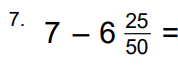 7. 7 – 6 25/50 =